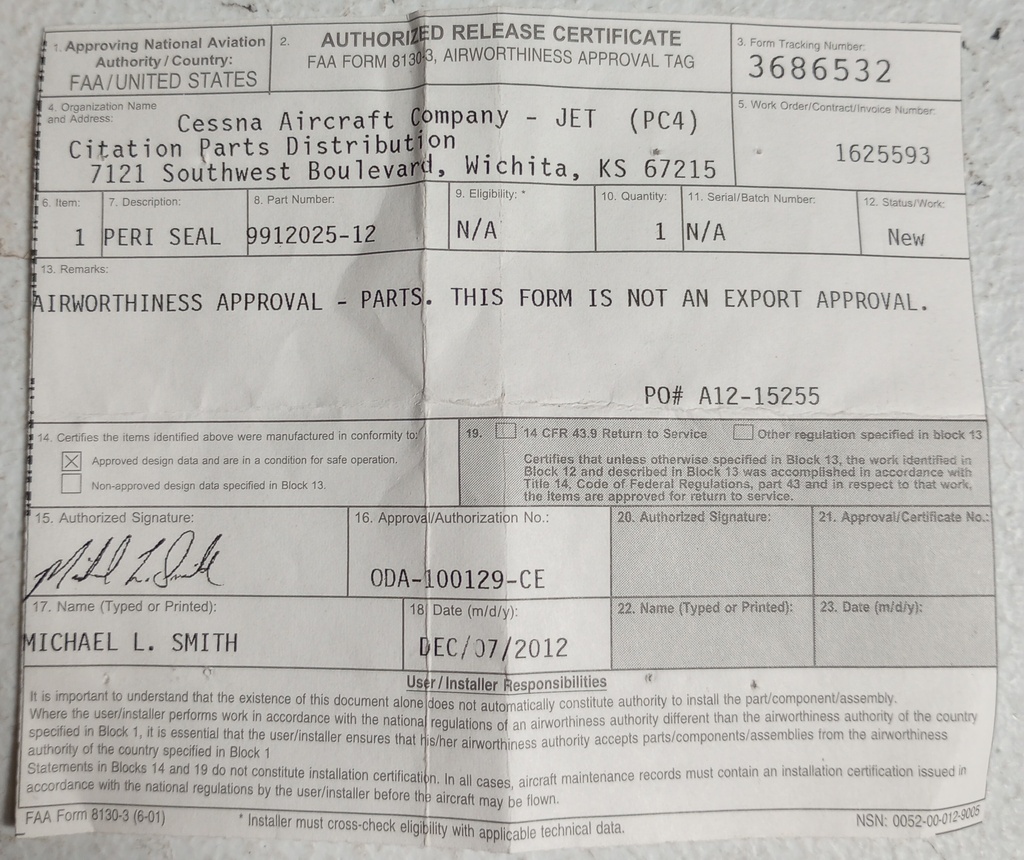 1. Approving National Aviation
Authority / Country:
FAA/UNITED STATES
2.
AUTHORIZED RELEASE CERTIFICATE
FAA FORM 8130-3, AIRWORTHINESS APPROVAL TAG
3. Form Tracking Number:
3686532
4. Organization Name
and Address:
Cessna Aircraft Company - JET (PC4)
Citation Parts Distribution
7121 Southwest Boulevard, Wichita, KS 67215
5. Work Order/Contract/Invoice Number:
1625593
6. Item:
1
7. Description:
PERI SEAL
8. Part Number:
9912025-12
9. Eligibility: *
N/A
10. Quantity:
1
11. Serial/Batch Number:
N/A
12. Status/Work:
New
13. Remarks:
AIRWORTHINESS APPROVAL - PARTS. THIS FORM IS NOT AN EXPORT APPROVAL.
PO# A12-15255
14. Certifies the items identified above were manufactured in conformity to:
Approved design data and are in a condition for safe operation.
Non-approved design data specified in Block 13.
19. 14 CFR 43.9 Return to Service Other regulation specified in block 13
Certifies that unless otherwise specified in Block 13, the work identified in
Block 12 and described in Block 13 was accomplished in accordance with
Title 14, Code of Federal Regulations, part 43 and in respect to that work,
the items are approved for return to service.
15. Authorized Signature:
16. Approval/Authorization No.:
ODA-100129-CE
20. Authorized Signature:
21. Approval/Certificate No.:
17. Name (Typed or Printed):
MICHAEL L. SMITH
18 Date (m/d/y):
DEC/07/2012
22. Name (Typed or Printed):
23. Date (m/d/y):
User/Installer Responsibilities
It is important to understand that the existence of this document alone does not automatically constitute authority to install the part/component/assembly.
Where the user/installer performs work in accordance with the national regulations of an airworthiness authority different than the airworthiness authority of the country
specified in Block 1, it is essential that the user/installer ensures that his/her airworthiness authority accepts parts/components/assemblies from the airworthiness
authority of the country specified in Block 1
Statements in Blocks 14 and 19 do not constitute installation certification. In all cases, aircraft maintenance records must contain an installation certification issued in
accordance with the national regulations by the user/installer before the aircraft may be flown.
FAA Form 8130-3 (6-01)
* Installer must cross-check eligibility with applicable technical data.
NSN: 0052-00-012-9005